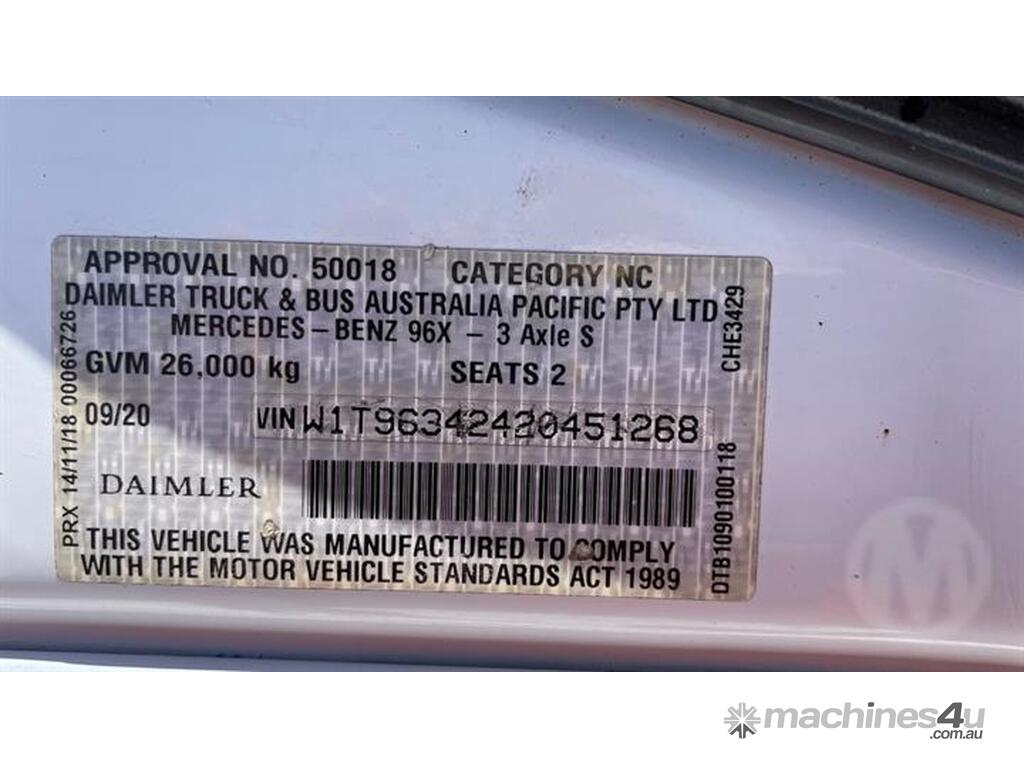 APPROVAL NO. 50018 CATEGORY NC
DAIMLER TRUCK & BUS AUSTRALIA PACIFIC PTY LTD
MERCEDES-BENZ 96X - 3 Axle S
GVM 26,000 kg SEATS 2
09/20 VIN W1T96342420451268
DAIMLER
THIS VEHICLE WAS MANUFACTURED TO COMPLY
WITH THE MOTOR VEHICLE STANDARDS ACT 1989
PRX 14/11/18 00066726
CHE3429
DTB1090100118
M
machines4u
.com.au